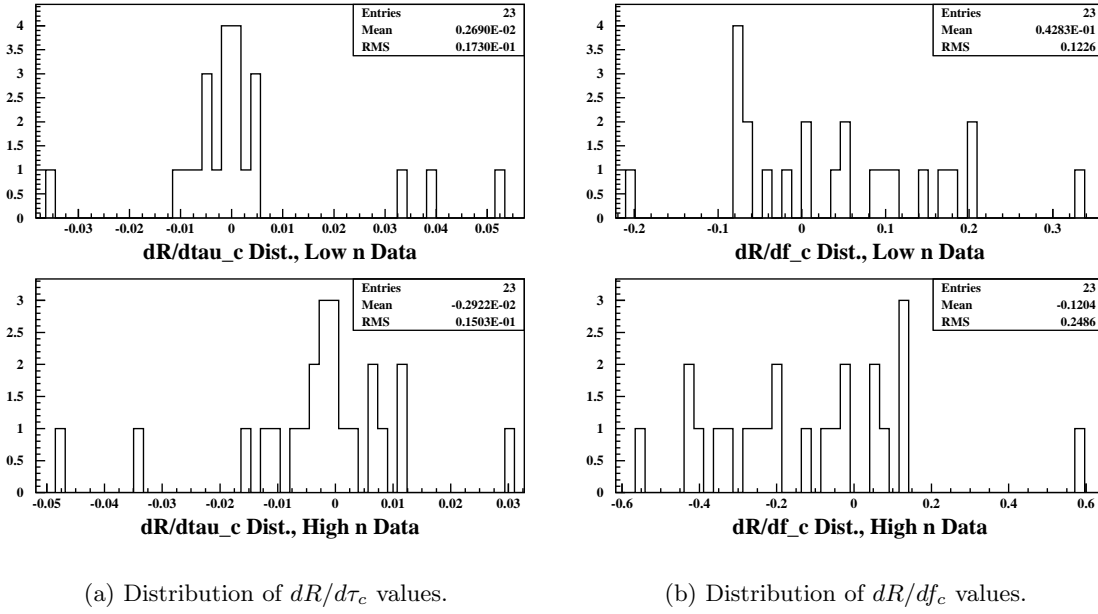 Entries 23
Mean 0.2690E-02
RMS 0.1730E-01
4
3.5
3
2.5
2
1.5
1
0.5
0
-0.03 -0.02 -0.01 0 0.01 0.02 0.03 0.04 0.05
dR/dtau_c Dist., Low n Data
Entries 23
Mean 0.4283E-01
RMS 0.1226
4
3.5
3
2.5
2
1.5
1
0.5
0
-0.2 -0.1 0 0.1 0.2 0.3
dR/df_c Dist., Low n Data
Entries 23
Mean -0.2922E-02
RMS 0.1503E-01
3
2.5
2
1.5
1
0.5
0
-0.05 -0.04 -0.03 -0.02 -0.01 0 0.01 0.02 0.03
dR/dtau_c Dist., High n Data
Entries 23
Mean -0.1204
RMS 0.2486
3
2.5
2
1.5
1
0.5
0
-0.6 -0.4 -0.2 0 0.2 0.4 0.6
dR/df_c Dist., High n Data
(a) Distribution of dR/dτ_c values.
(b) Distribution of dR/df_c values.